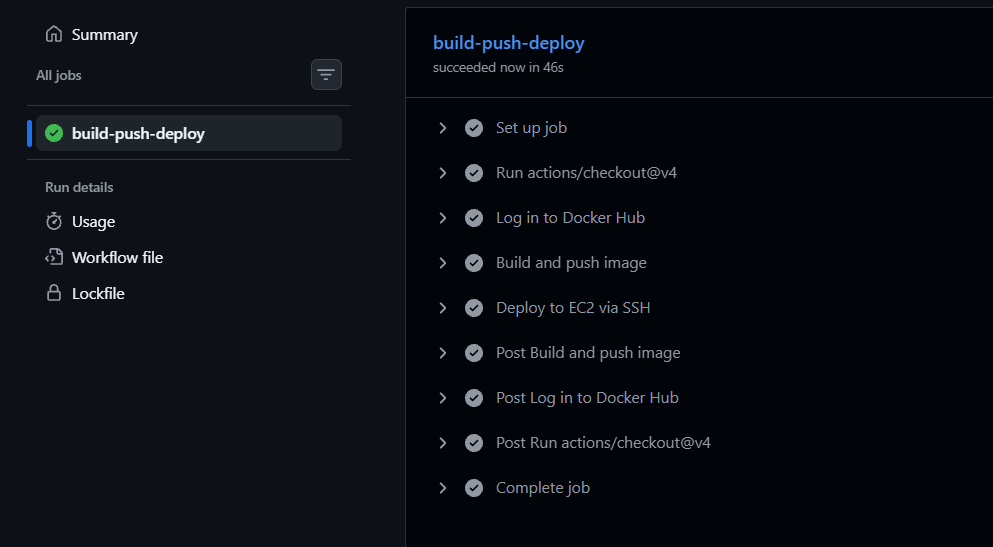 Summary
All jobs
build-push-deploy
Run details
Usage
Workflow file
Lockfile
build-push-deploy
succeeded now in 46s
Set up job
Run actions/checkout@v4
Log in to Docker Hub
Build and push image
Deploy to EC2 via SSH
Post Build and push image
Post Log in to Docker Hub
Post Run actions/checkout@v4
Complete job